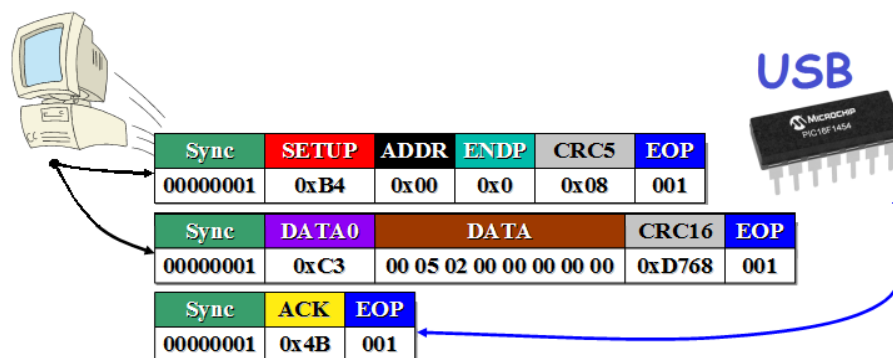 USB
MICROCHIP
PIC16F1454
Sync SETUP ADDR ENDP CRC5 EOP
00000001 0xB4 0x00 0x0 0x08 001
Sync DATA0 DATA CRC16 EOP
00000001 0xC3 00 05 02 00 00 00 00 00 0xD768 001
Sync ACK EOP
00000001 0x4B 001